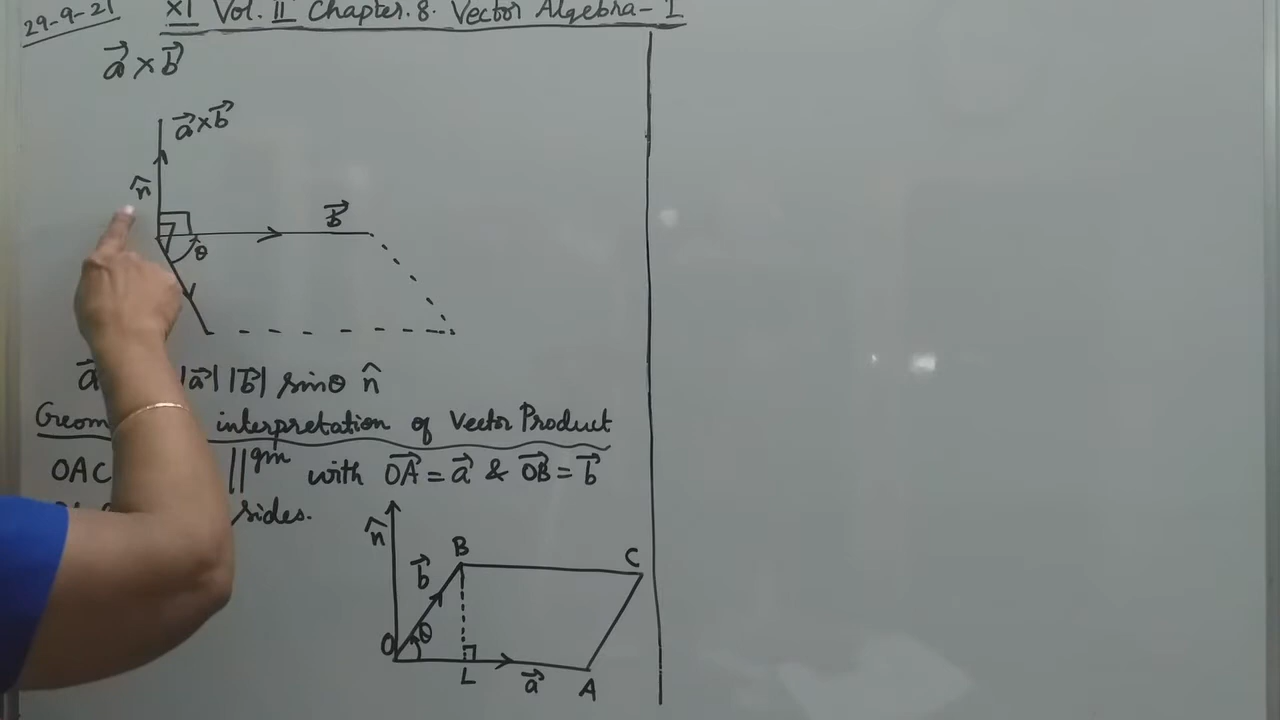 29-9-21 XI Vol. II Chapter. 8. Vector Algebra - I
a⃗ × b⃗
a⃗ × b⃗
n̂
b⃗
θ
a⃗ |a⃗| |b⃗| sinθ n̂
interpretation of Vector Product
OAC ||gm with OA⃗ = a⃗ & OB⃗ = b⃗
sides.
n̂
B
C
b⃗
O
θ
L
a⃗
A